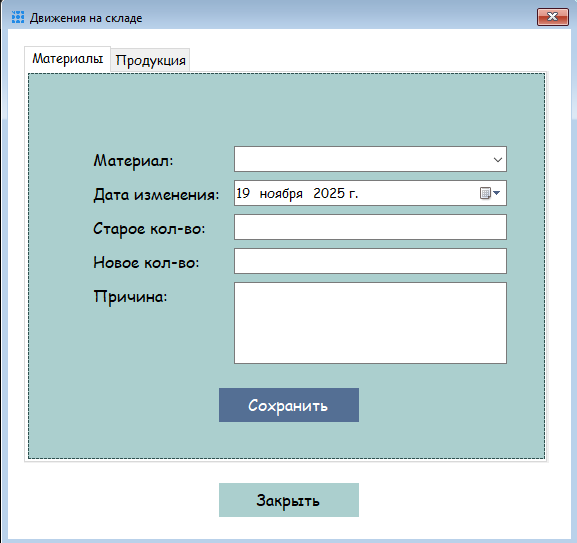 Движения на складе
Материалы Продукция
Материал:
Дата изменения: 19 ноября 2025 г.
Старое кол-во:
Новое кол-во:
Причина:
Сохранить
Закрыть